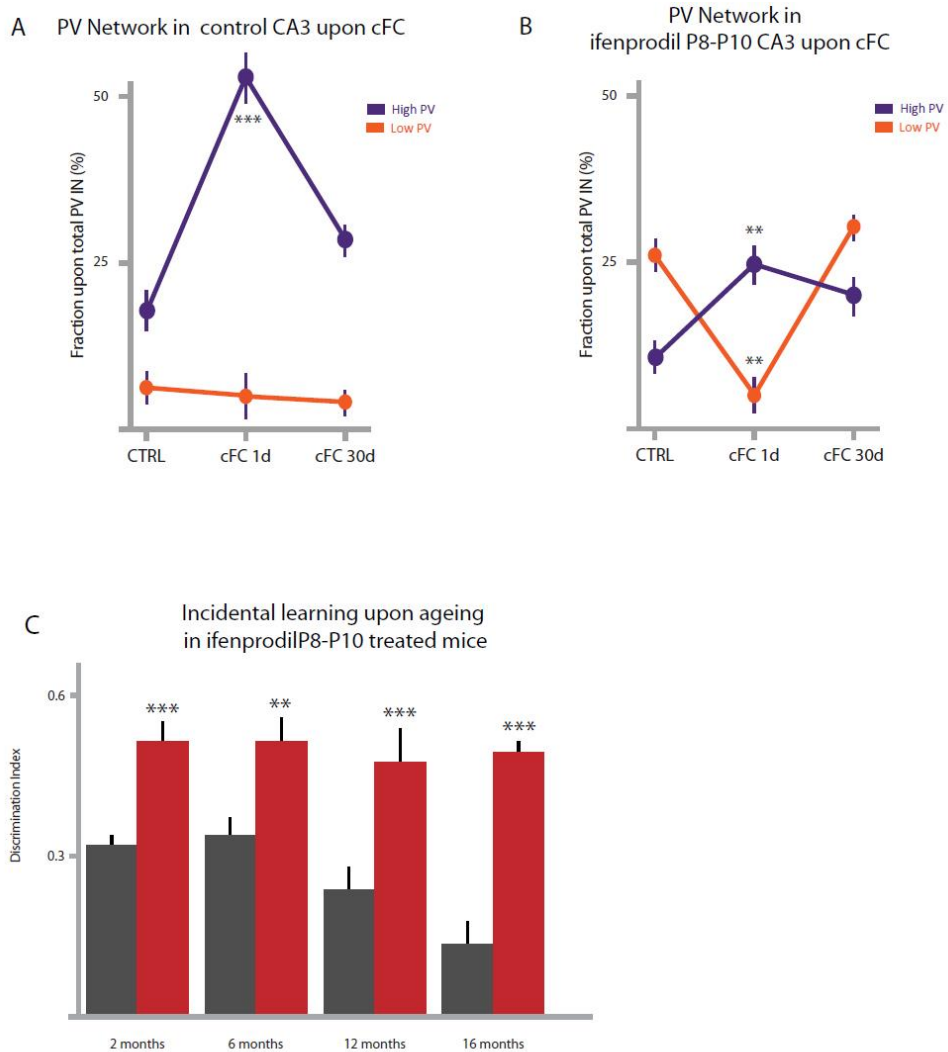 A
PV Network in control CA3 upon cFC
50
25
Fraction upon total PV IN (%)
***
High PV
Low PV
CTRL
cFC 1d
cFC 30d
B
PV Network in
ifenprodil P8-P10 CA3 upon cFC
50
25
Fraction upon total PV IN (%)
**
**
High PV
Low PV
CTRL
cFC 1d
cFC 30d
C
Incidental learning upon ageing
in ifenprodilP8-P10 treated mice
0.6
0.3
Discrimination Index
***
**
***
***
2 months
6 months
12 months
16 months